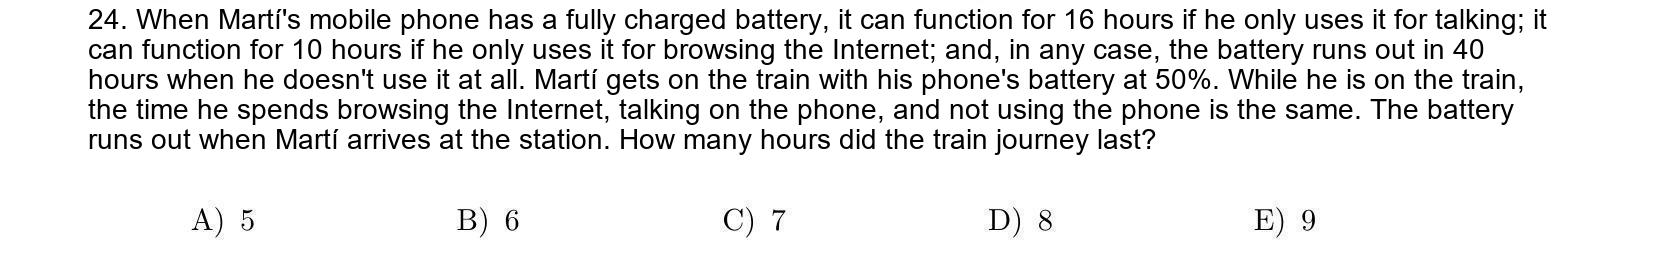 24. When Martí's mobile phone has a fully charged battery, it can function for 16 hours if he only uses it for talking; it
can function for 10 hours if he only uses it for browsing the Internet; and, in any case, the battery runs out in 40
hours when he doesn't use it at all. Martí gets on the train with his phone's battery at 50%. While he is on the train,
the time he spends browsing the Internet, talking on the phone, and not using the phone is the same. The battery
runs out when Martí arrives at the station. How many hours did the train journey last?
A) 5 B) 6 C) 7 D) 8 E) 9